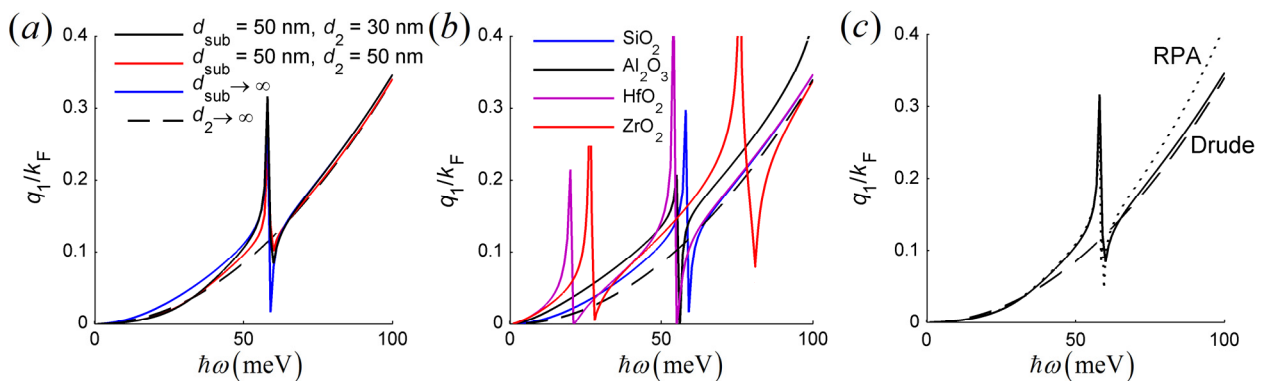 (a)
d_sub = 50 nm, d_2 = 30 nm
d_sub = 50 nm, d_2 = 50 nm
d_sub → ∞
d_2 → ∞
0.4
0.3
0.2
0.1
0
q_1/k_F
0
50
100
ħω(meV)
(b)
SiO_2
Al_2O_3
HfO_2
ZrO_2
0.4
0.3
0.2
0.1
0
q_1/k_F
0
50
100
ħω(meV)
(c)
RPA
Drude
0.4
0.3
0.2
0.1
0
q_1/k_F
0
50
100
ħω(meV)